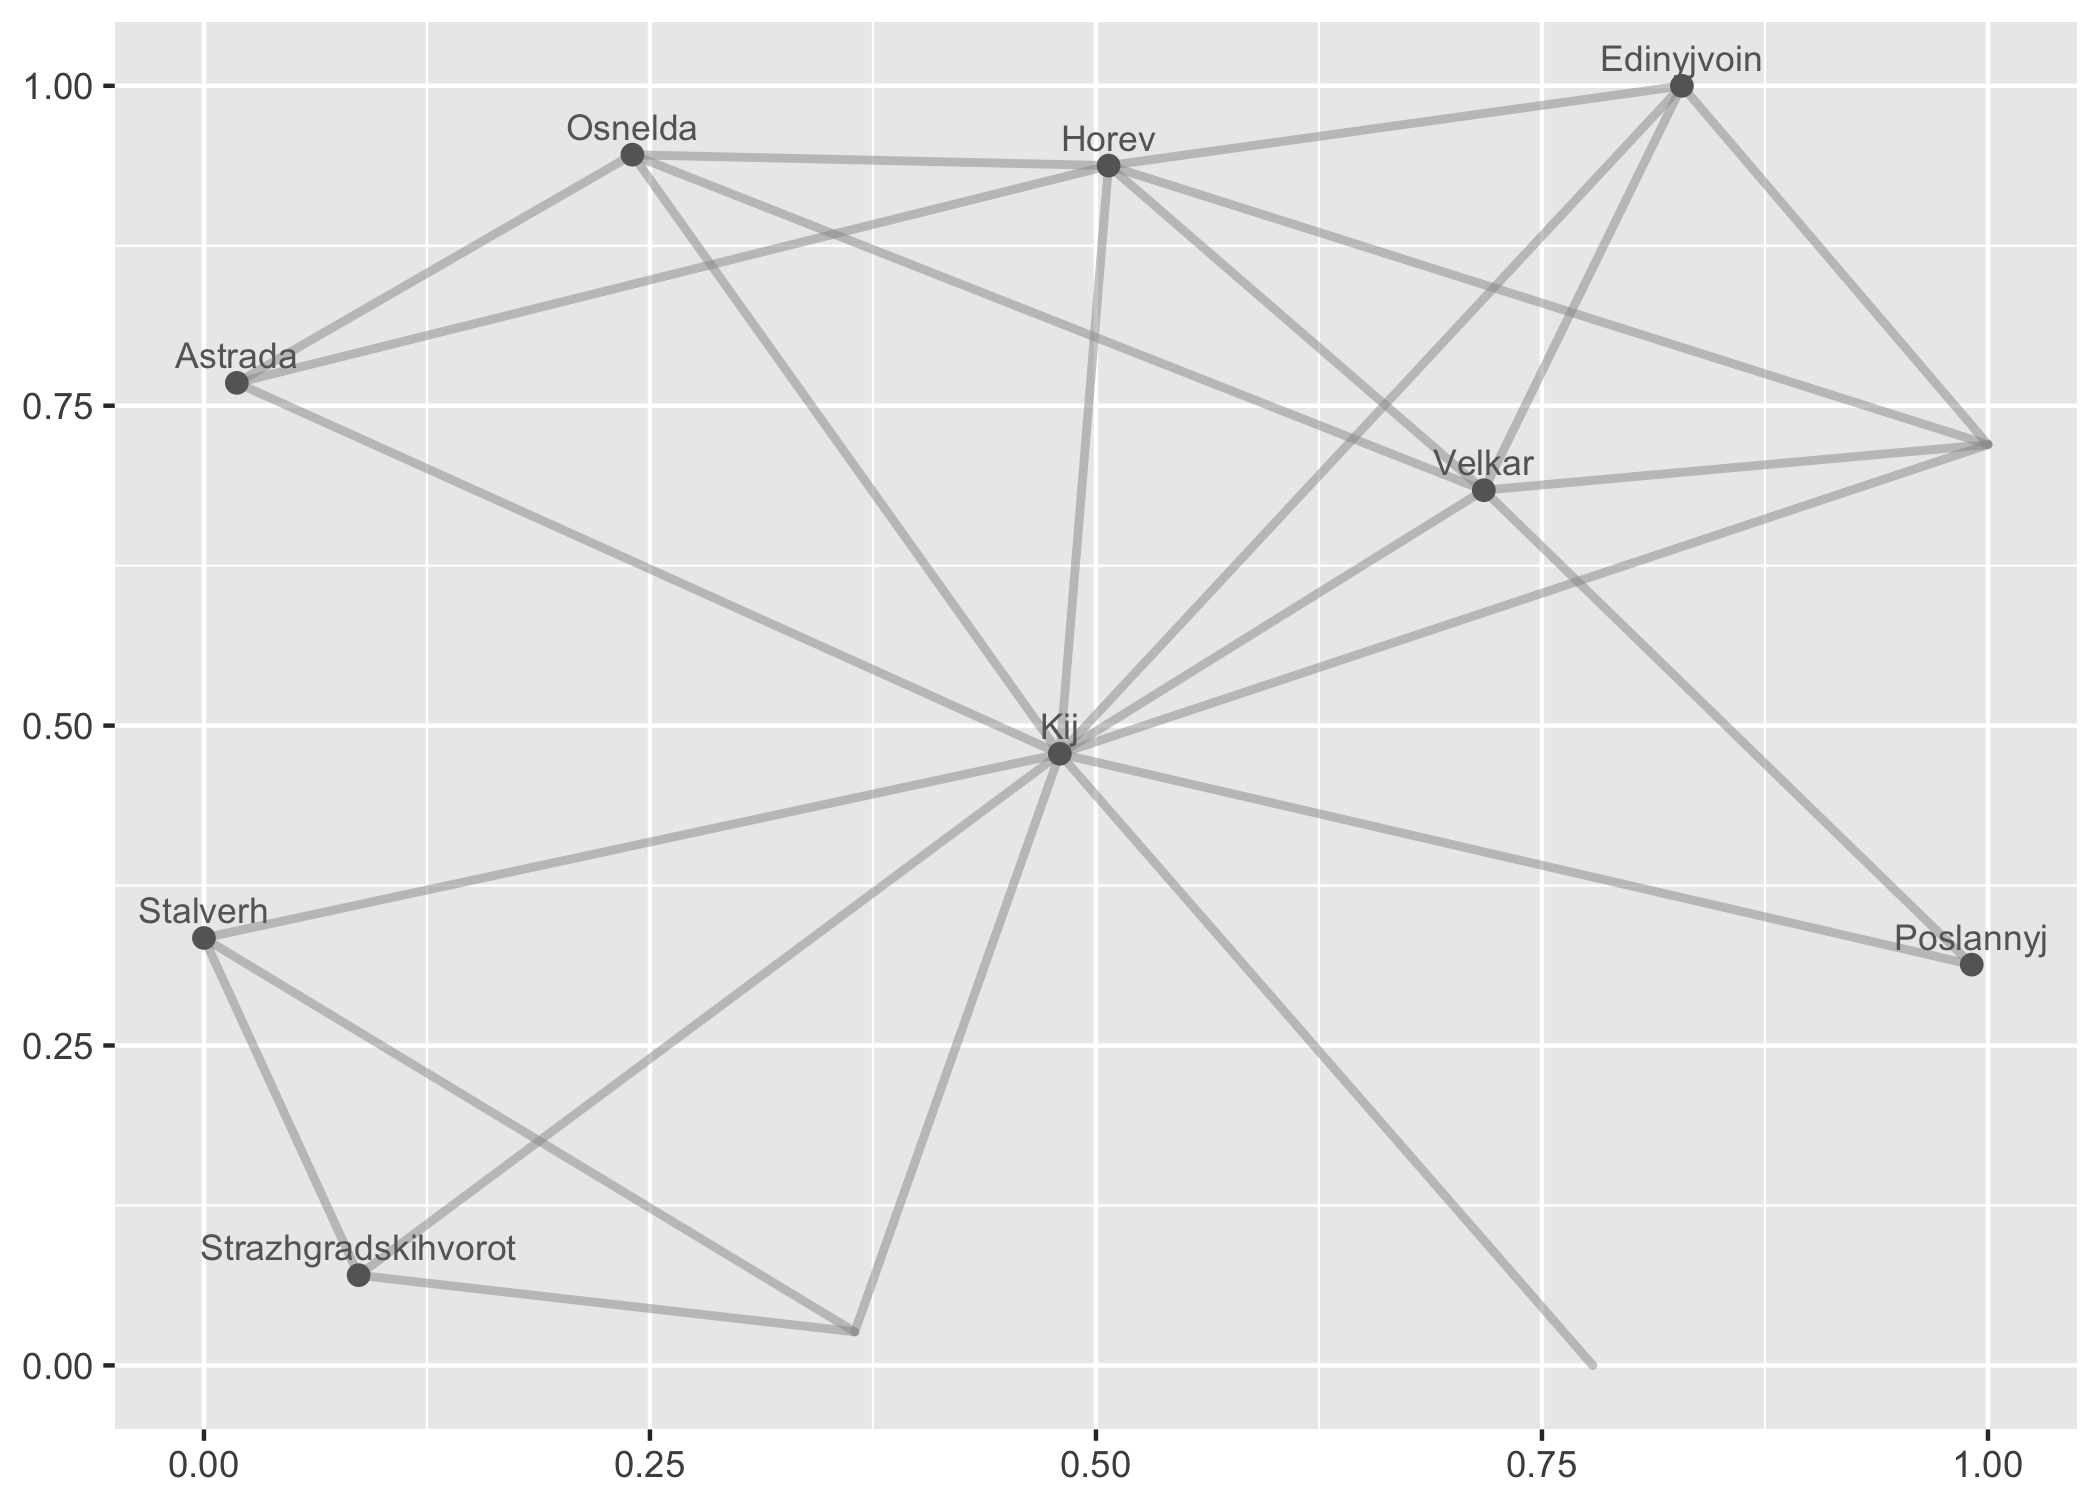 Edinyjvoin
1.00
Osnelda
Horev
Astrada
0.75
Velkar
Kij
0.50
Stalverh
Poslannyj
0.25
Strazhgradskihvorot
0.00
0.00 0.25 0.50 0.75 1.00